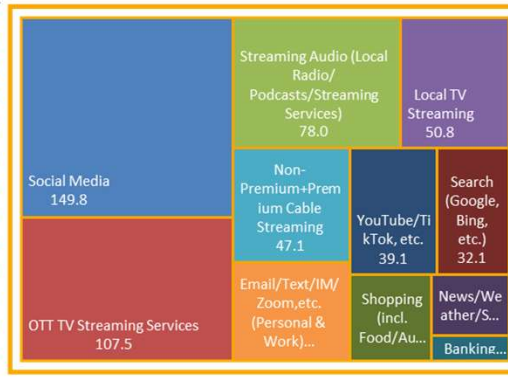 Social Media
149.8
OTT TV Streaming Services
107.5
Streaming Audio (Local
Radio/
Podcasts/Streaming
Services)
78.0
Local TV
Streaming
50.8
Non-
Premium+Prem
ium Cable
Streaming
47.1
YouTube/Ti
kTok, etc.
39.1
Search
(Google,
Bing,
etc.)
32.1
Email/Text/IM/
Zoom,etc.
(Personal &
Work)...
Shopping
(incl.
Food/Au...
News/We
ather/S...
Banking...